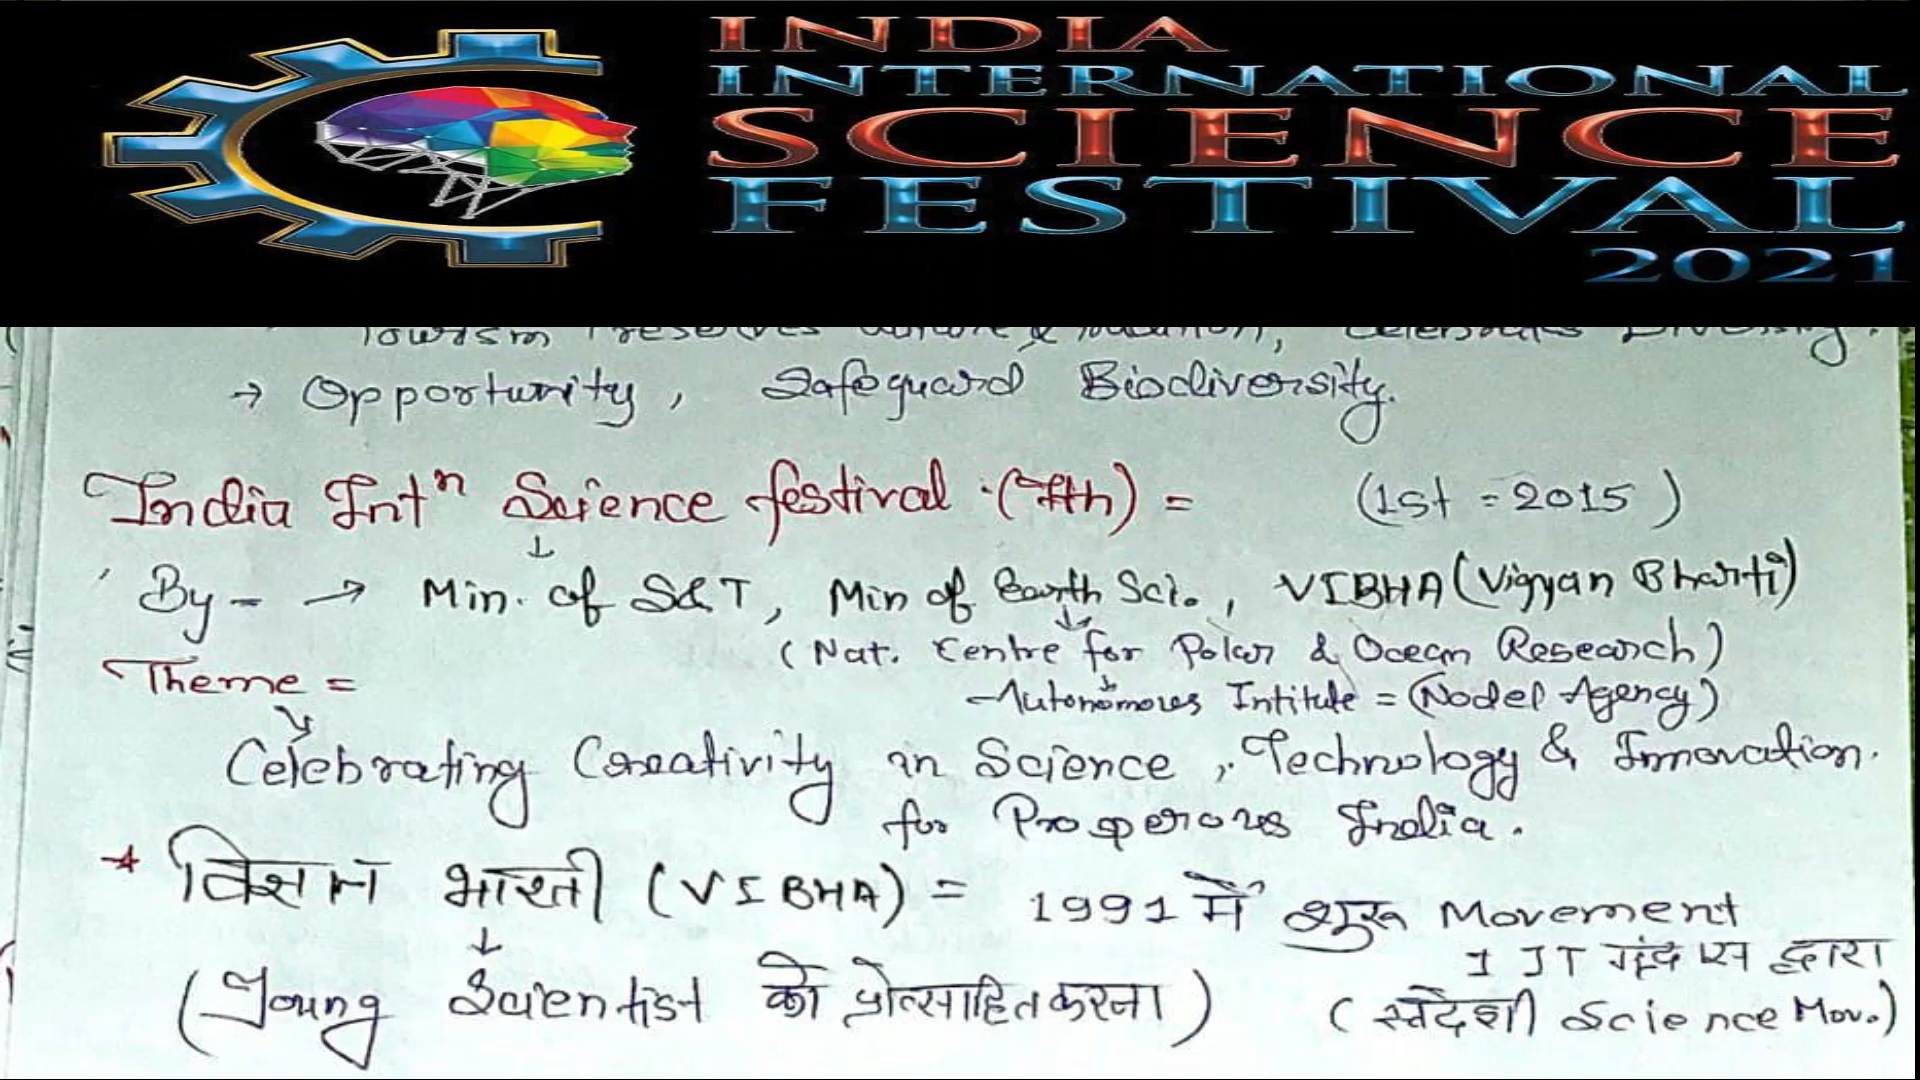 INDIA
INTERNATIONAL
SCIENCE
FESTIVAL
2021
→ Opportunity, Safeguard Biodiversity.
India Intⁿ Science festival (7th) = (1st = 2015)
By - → Min. of S&T, Min of Earth Sci., VIBHA (Vigyan Bharti)
(Nat. Centre for Polar & Ocean Research)
Theme =
Autonomous Intitute = (Nodel Agency)
Celebrating Creativity in Science, Technology & Innovation.
for Prosperous India.
* विज्ञान भारती (VIBHA) = 1991 में शुरू Movement
↓
IIT द्वारा
(Young Scientist को प्रोत्साहित करना) (स्वदेशी Science Mov.)